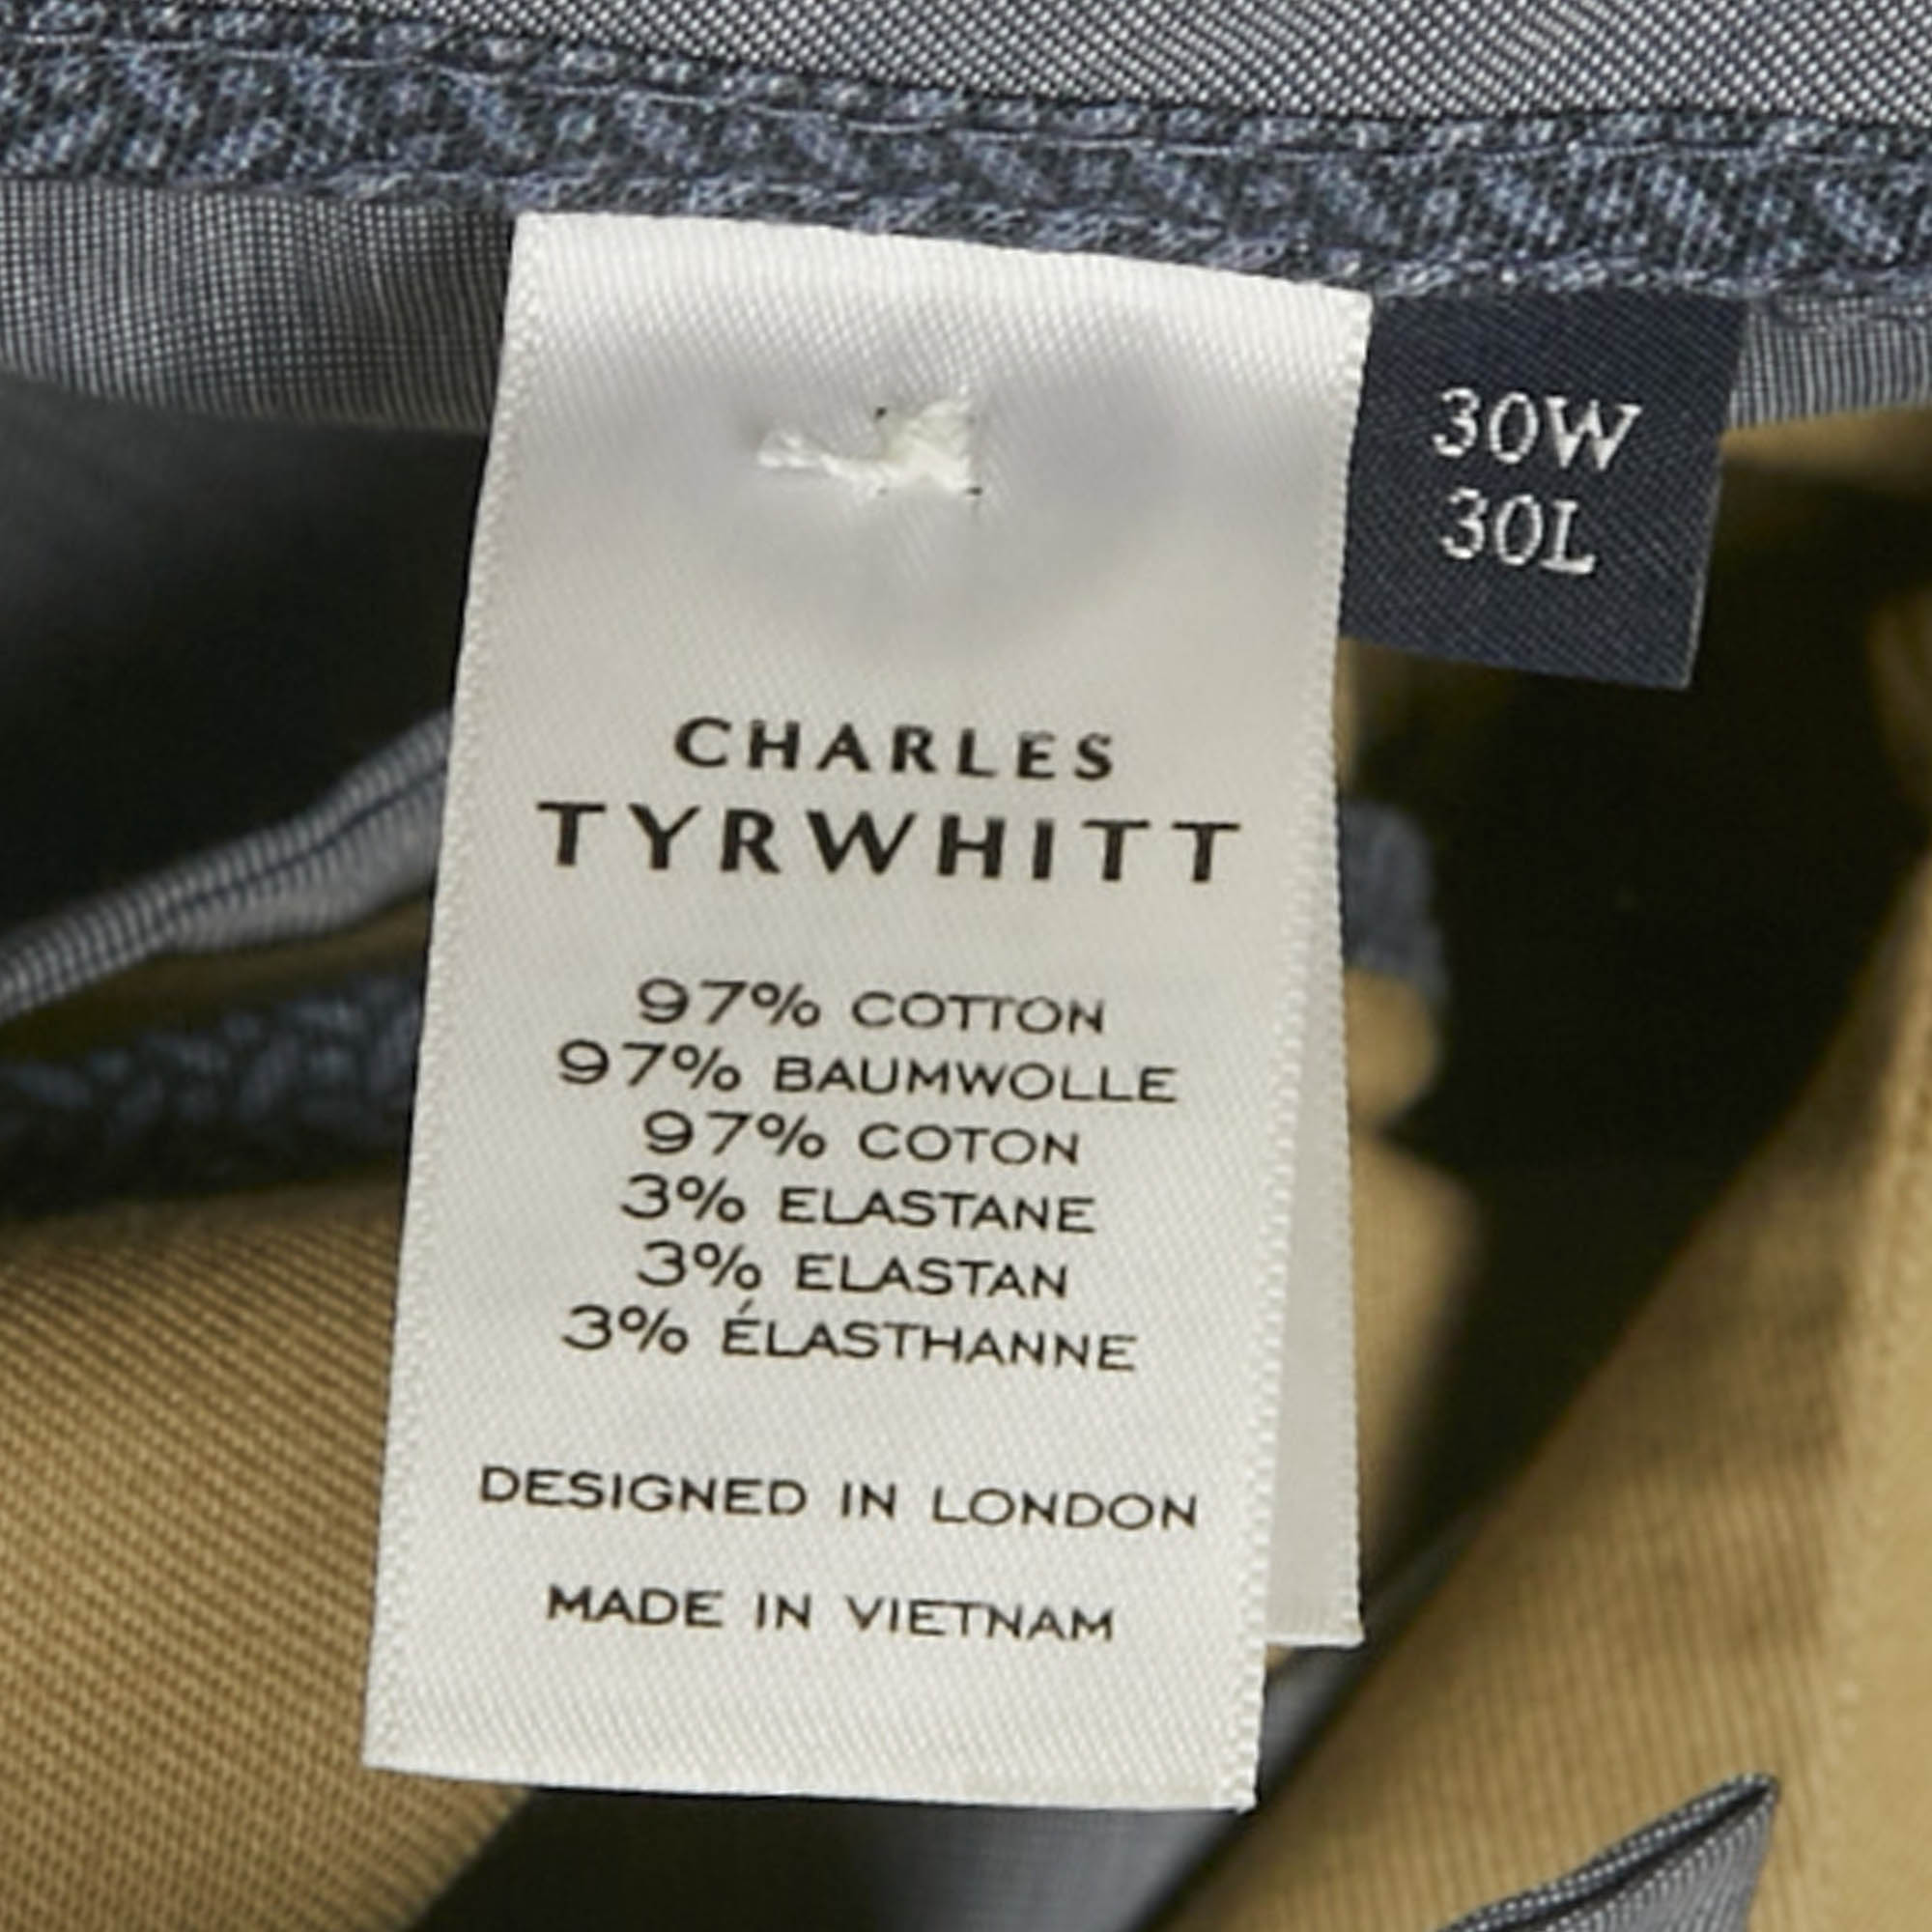 30W
30L
CHARLES
TYRWHITT
97% COTTON
97% BAUMWOLLE
97% COTON
3% ELASTANE
3% ELASTAN
3% ÉLASTHANNE
DESIGNED IN LONDON
MADE IN VIETNAM